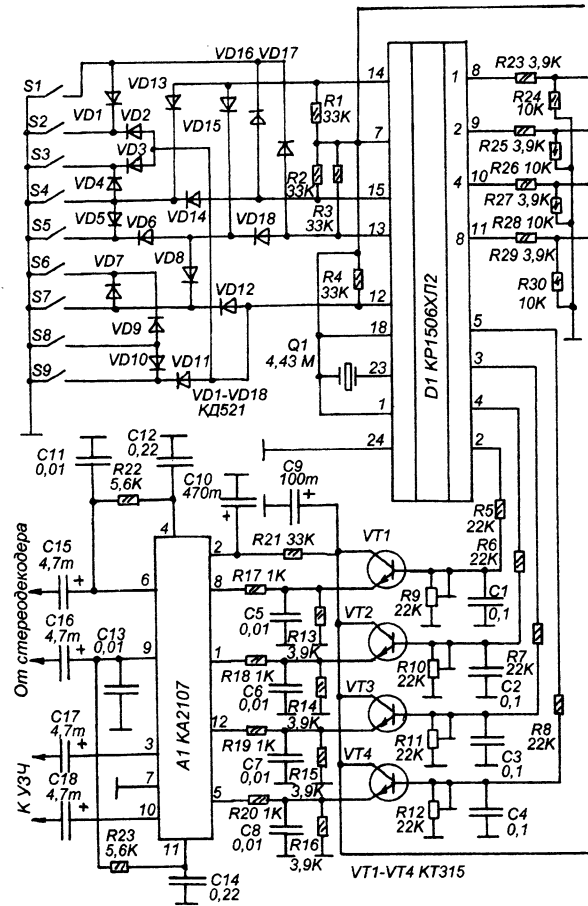 VD16 VD17
S1
VD13
14
1
8
R23 3,9K
VD1
VD2
VD15
R1
33K
R24
10K
S2
7
2
9
R25 3,9K
S3
VD3
R2
33K
R26 10K
VD4
S4
VD14
R3
33K
15
4
10
R27 3,9K
VD5
VD6
VD18
R28 10K
S5
13
8
11
R29 3,9K
S6
VD7
VD8
R4
33K
R30
10K
S7
VD12
12
5
VD9
18
S8
Q1
4,43 М
3
VD10
VD11
23
S9
4
VD1-VD18
КД521
1
D1 КР1506ХЛ2
24
2
C11
0,01
C12
0,22
R22
5,6K
C10
470m
C9
100m
R5
22K
R6
22K
4
2
R21 33K
VT1
C15
4,7m
6
8
R17 1K
R9
22K
C1
0,1
C5
0,01
R13
3,9K
VT2
C16
4,7m
C13
0,01
9
1
R18 1K
R10
22K
R7
22K
C2
0,1
C6
0,01
R14
3,9K
VT3
От стереодекодера
C17
4,7m
3
12
R19 1K
R11
22K
R8
22K
C3
0,1
C7
0,01
R15
3,9K
VT4
7
C18
4,7m
10
5
R20 1K
R12
22K
C4
0,1
К УЗЧ
A1 KA2107
C8
0,01
R16
3,9K
R23
5,6K
11
C14
0,22
VT1-VT4 КТ315